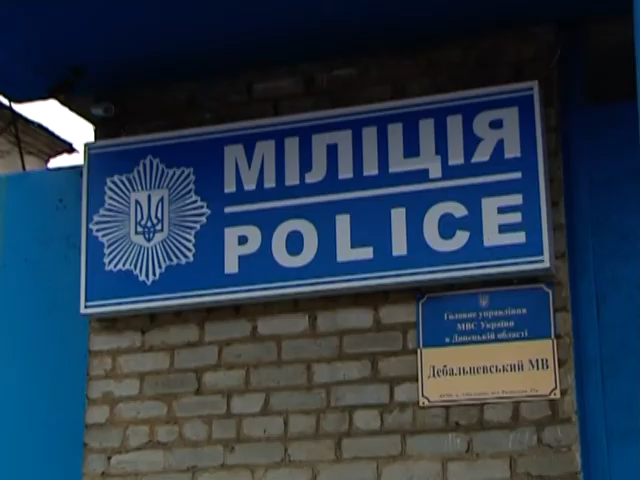 МІЛІЦІЯ
POLICE
Головне управління
МВС України
в Донецькій області
Дебальцевський МВ